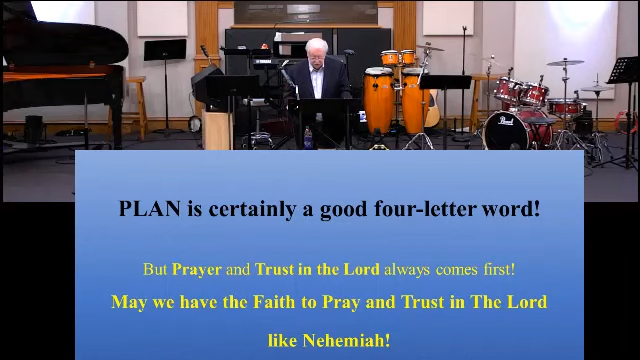 Pearl
PLAN is certainly a good four-letter word!
But Prayer and Trust in the Lord always comes first!
May we have the Faith to Pray and Trust in The Lord
like Nehemiah!